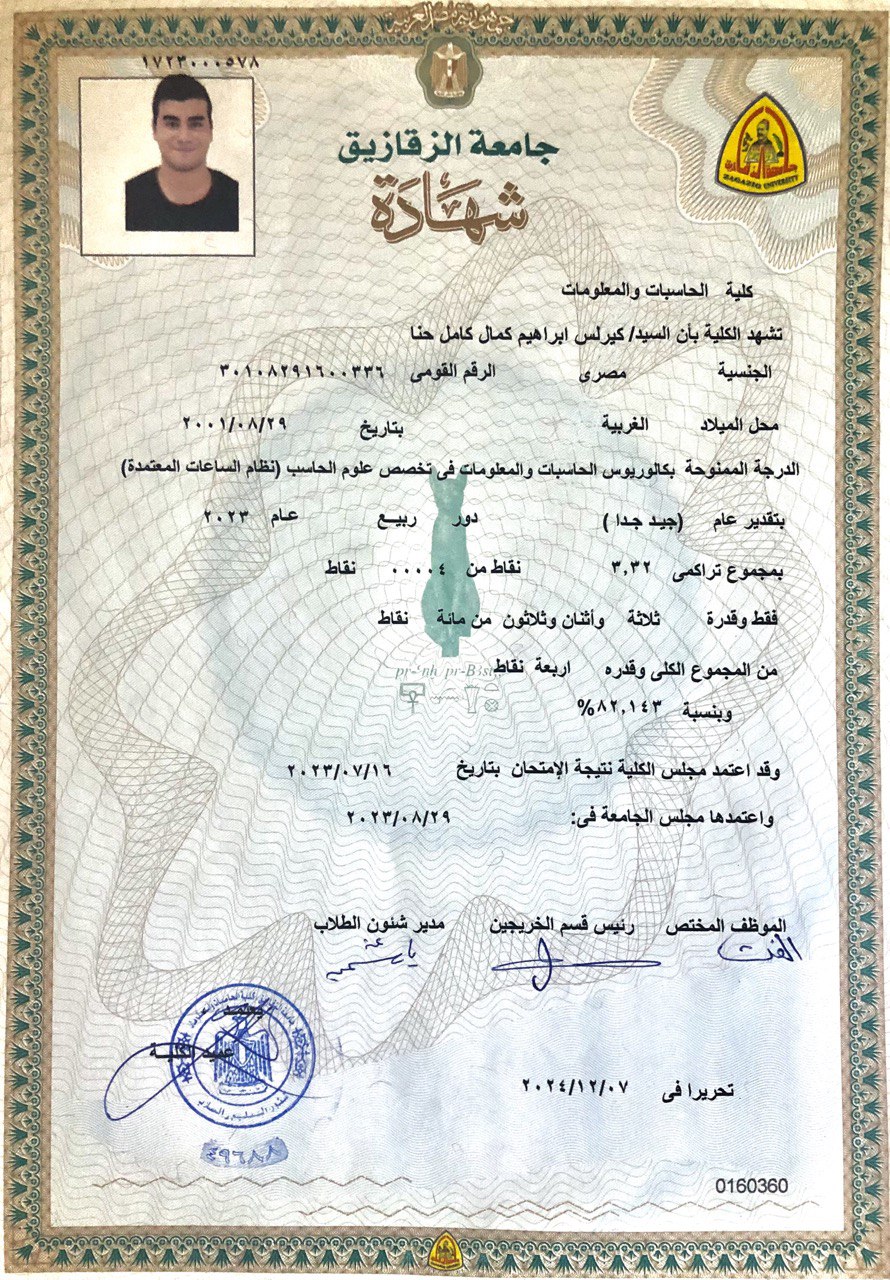 جمهورية مصر العربية
١٧٢٣٠٠٠٥٧٨
جامعة الزقازيق
شهادة
ZAGAZIG UNIVERSITY
كلية الحاسبات والمعلومات
تشهد الكلية بأن السيد/ كيرلس ابراهيم كمال كامل حنا
الجنسية مصرى الرقم القومى ٣٠١٠٨٢٩١٦٠٠٣٣٦
محل الميلاد الغربية بتاريخ ٢٠٠١/٠٨/٢٩
الدرجة الممنوحة بكالوريوس الحاسبات والمعلومات فى تخصص علوم الحاسب (نظام الساعات المعتمدة)
بتقدير عام (جيد جدا ) دور ربيع عام ٢٠٢٣
بمجموع تراكمى ٣,٣٢ نقاط من ٠٠٠٠٤ نقاط
فقط وقدرة ثلاثة وأثنان وثلاثون من مائة نقاط
من المجموع الكلى وقدره اربعة نقاط
وبنسبة ٨٢,١٤٣%
وقد اعتمد مجلس الكلية نتيجة الإمتحان بتاريخ ٢٠٢٣/٠٧/١٦
واعتمدها مجلس الجامعة فى: ٢٠٢٣/٠٨/٢٩
الموظف المختص رئيس قسم الخريجين مدير شئون الطلاب
يعتمد
عميد الكلية
تحريرا فى ٢٠٢٤/١٢/٠٧
٤٩٦٨٨
0160360